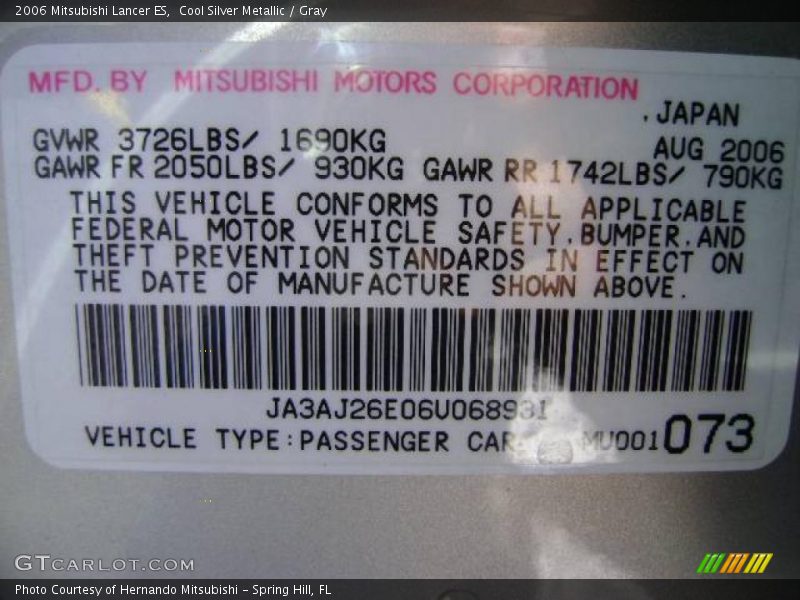 2006 Mitsubishi Lancer ES,  Cool Silver Metallic / Gray
MFD. BY MITSUBISHI MOTORS CORPORATION
.JAPAN
GVWR 3726LBS/ 1690KG AUG 2006
GAWR FR 2050LBS/ 930KG GAWR RR 1742LBS/ 790KG
THIS VEHICLE CONFORMS TO ALL APPLICABLE
FEDERAL MOTOR VEHICLE SAFETY,BUMPER,AND
THEFT PREVENTION STANDARDS IN EFFECT ON
THE DATE OF MANUFACTURE SHOWN ABOVE.
JA3AJ26E06U068931
VEHICLE TYPE:PASSENGER CAR MU001 073
GTCARLOT.COM
Photo Courtesy of Hernando Mitsubishi - Spring Hill, FL